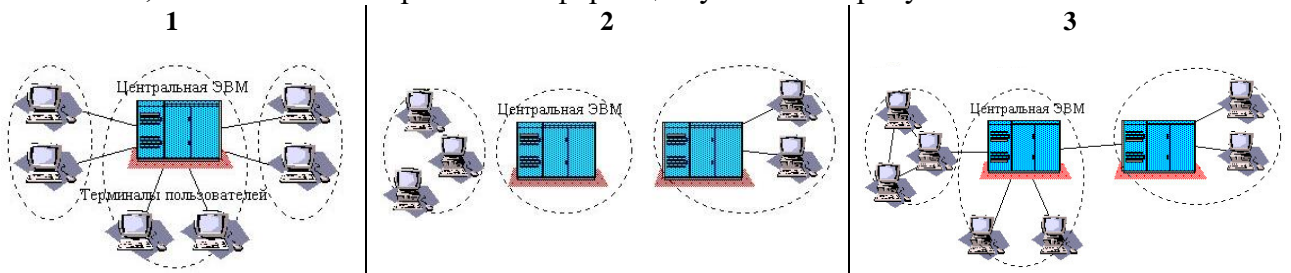 1
Центральная ЭВМ
Терминалы пользователей
2
Центральная ЭВМ
3
Центральная ЭВМ